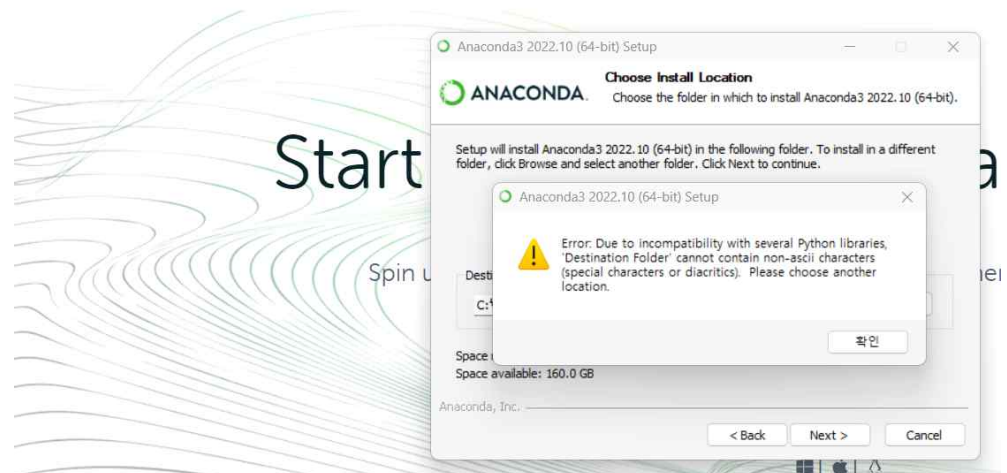 Anaconda3 2022.10 (64-bit) Setup
ANACONDA.
Choose Install Location
Choose the folder in which to install Anaconda3 2022.10 (64-bit).
Start
Setup will install Anaconda3 2022.10 (64-bit) in the following folder. To install in a different
folder, click Browse and select another folder. Click Next to continue.
Anaconda3 2022.10 (64-bit) Setup
Error: Due to incompatibility with several Python libraries,
'Destination Folder' cannot contain non-ascii characters
(special characters or diacritics). Please choose another
location.
Spin
C:
확인
Space
Space available: 160.0 GB
Anaconda, Inc.
< Back
Next >
Cancel